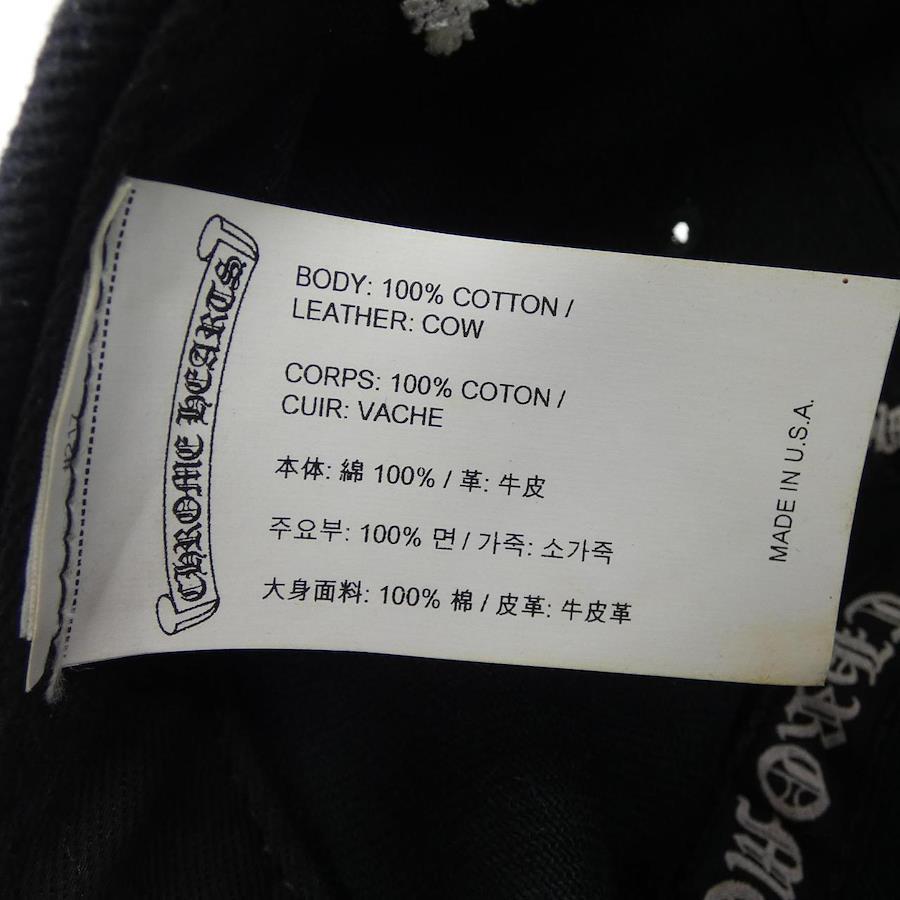 CHROME HEARTS
BODY: 100% COTTON /
LEATHER: COW
CORPS: 100% COTON /
CUIR: VACHE
本体: 綿 100% / 革: 牛皮
주요부: 100% 면 / 가죽: 소가죽
大身面料: 100% 棉 / 皮革: 牛皮革
MADE IN U.S.A.